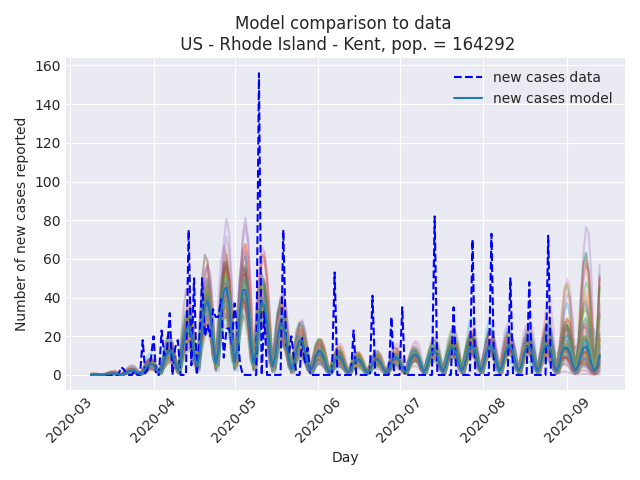 Model comparison to data
US - Rhode Island - Kent, pop. = 164292
new cases data
new cases model
Number of new cases reported
160
140
120
100
80
60
40
20
0
2020-03
2020-04
2020-05
2020-06
2020-07
2020-08
2020-09
Day